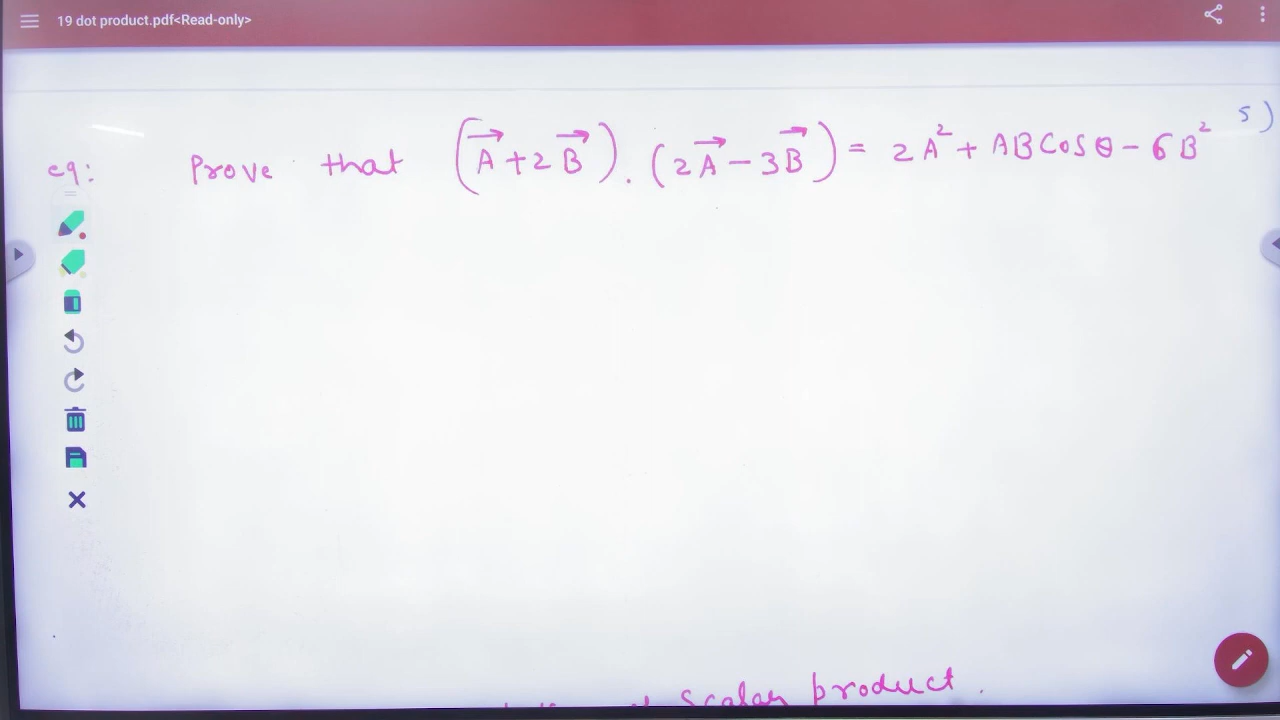 19 dot product.pdf<Read-only>
5)
eg: Prove that (A⃗ + 2B⃗) . (2A⃗ − 3B⃗) = 2A² + AB Cos θ − 6B²
scalar product.